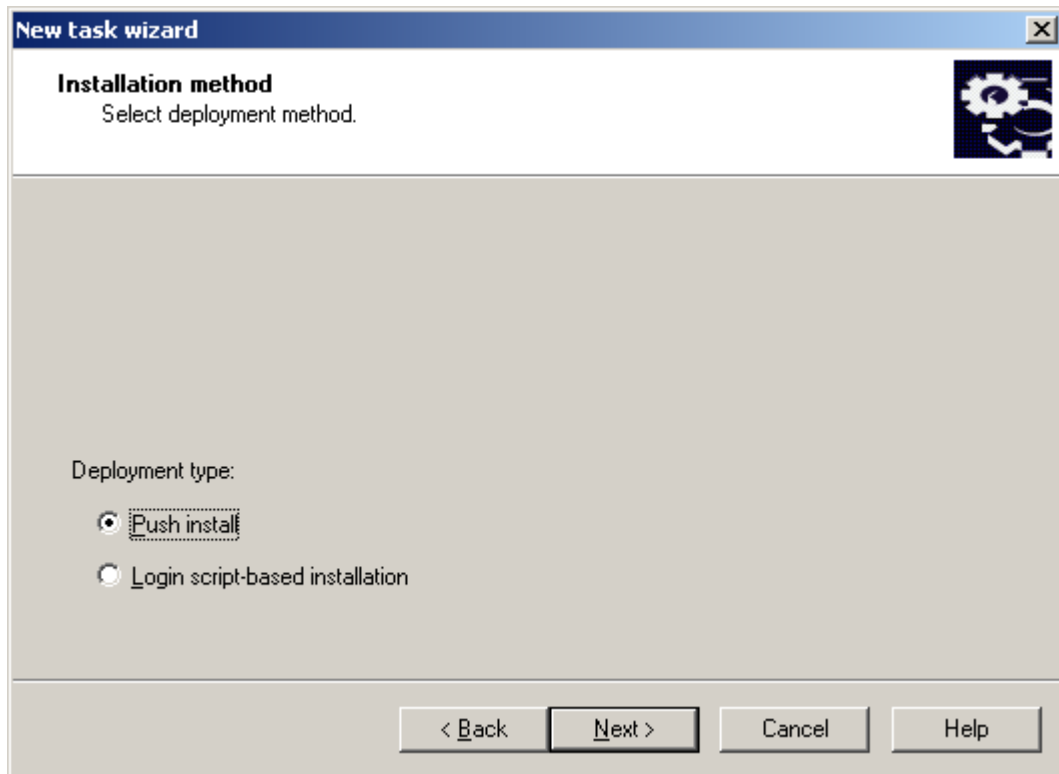 New task wizard
Installation method
Select deployment method.
Deployment type:
Push install
Login script-based installation
< Back
Next >
Cancel
Help